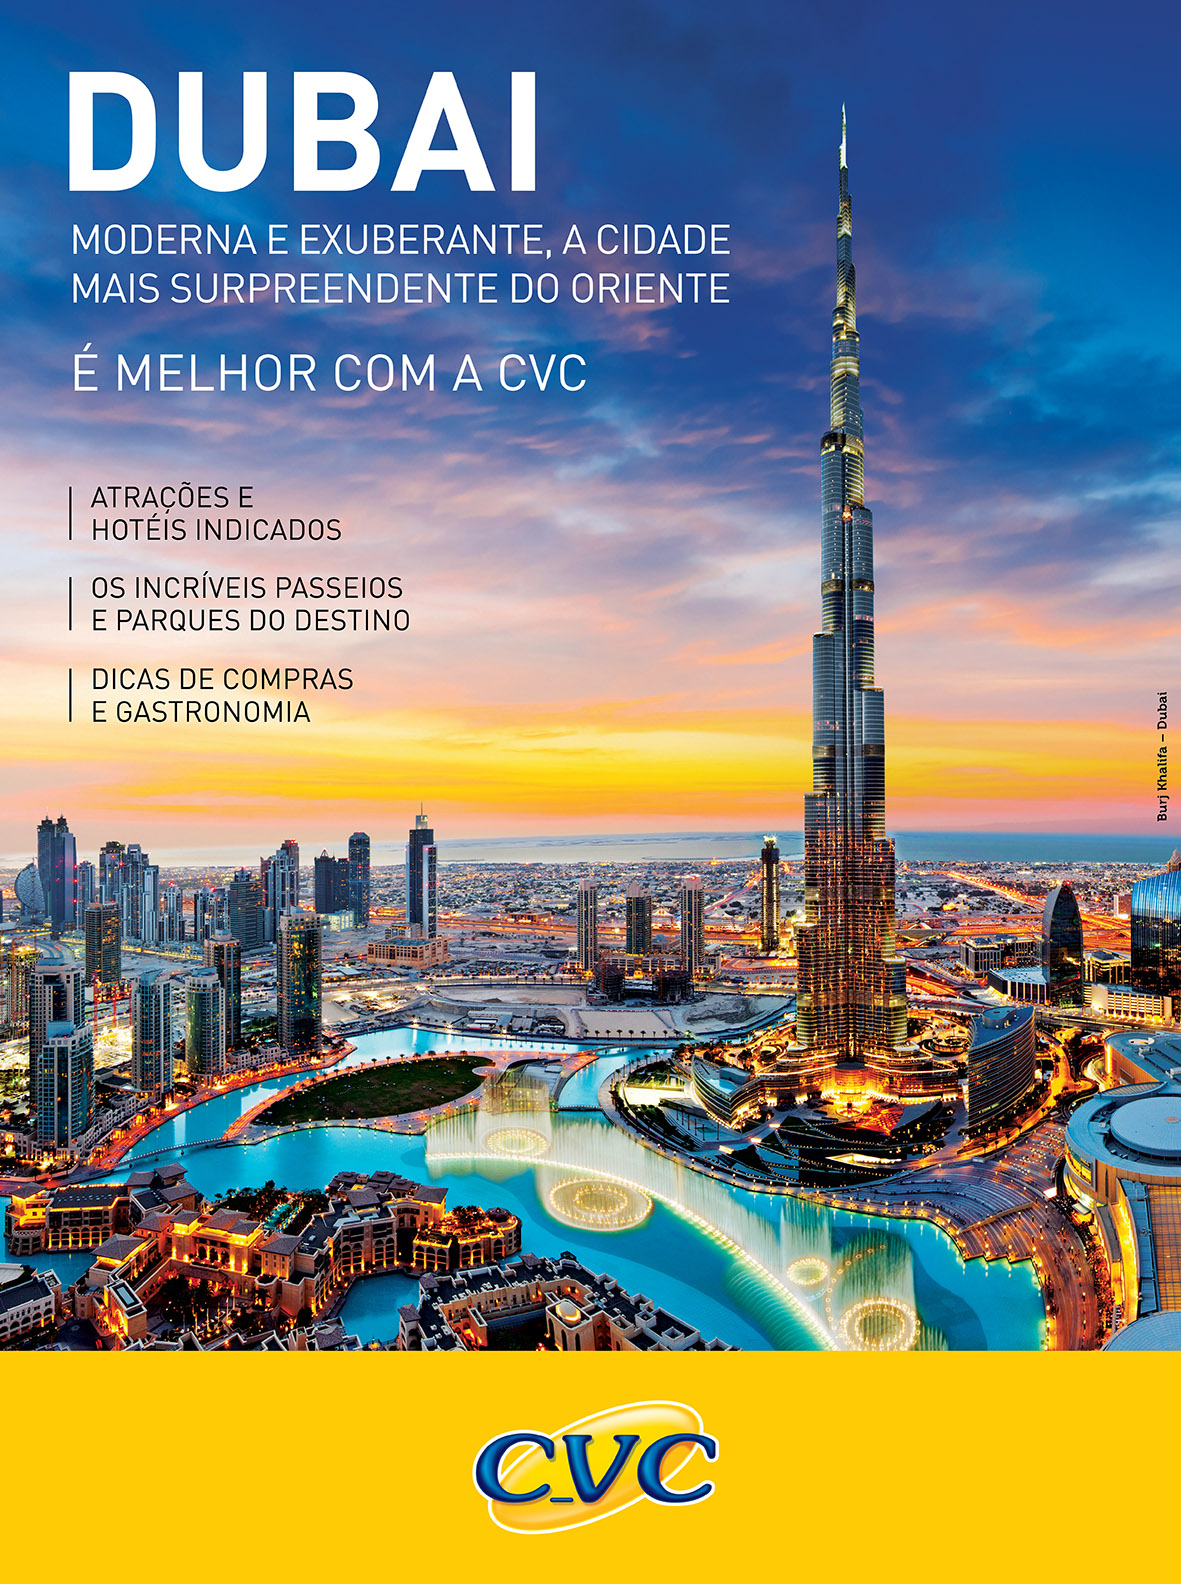 DUBAI
MODERNA E EXUBERANTE, A CIDADE
MAIS SURPREENDENTE DO ORIENTE
É MELHOR COM A CVC
ATRAÇÕES E
HOTÉIS INDICADOS
OS INCRÍVEIS PASSEIOS
E PARQUES DO DESTINO
DICAS DE COMPRAS
E GASTRONOMIA
Burj Khalifa – Dubai
CVC